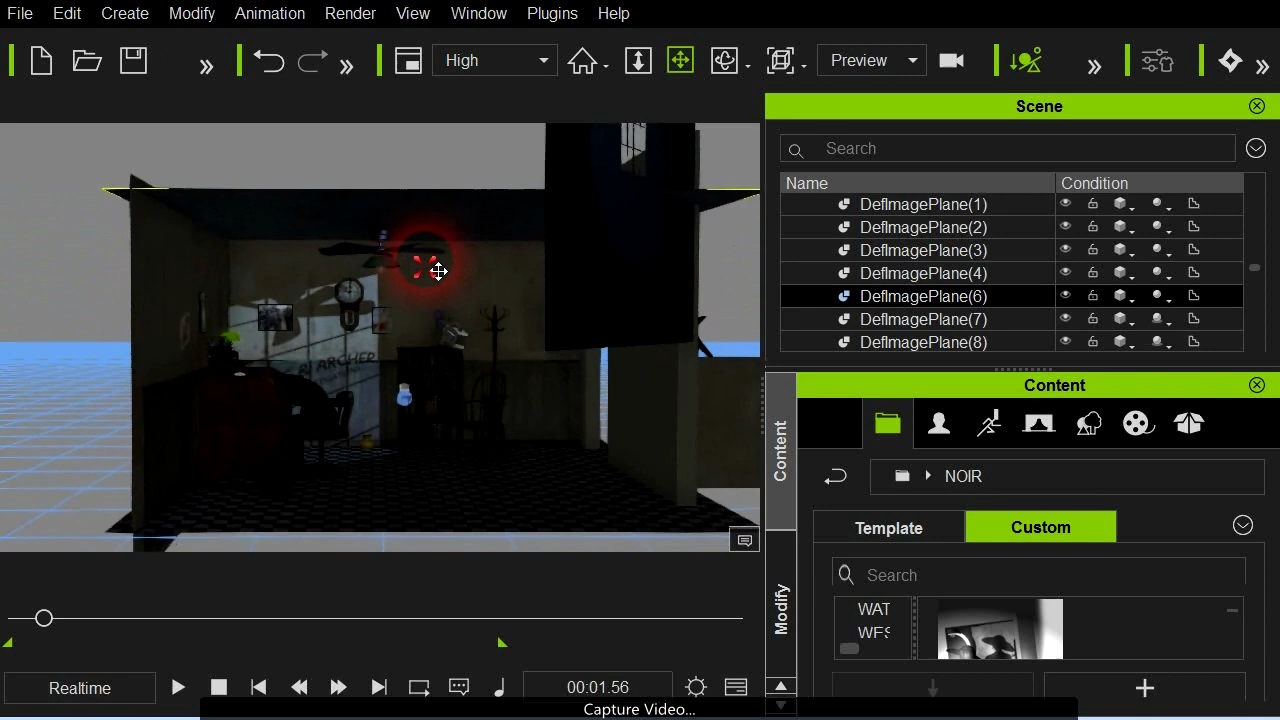 File Edit Create Modify Animation Render View Window Plugins Help
High
Preview
Scene
Search
Name Condition
DefImagePlane(1)
DefImagePlane(2)
DefImagePlane(3)
DefImagePlane(4)
DefImagePlane(6)
DefImagePlane(7)
DefImagePlane(8)
ARCHER
Content
Content
NOIR
Template Custom
Search
WAT
WES
Modify
Realtime
00:01.56
Capture Video...